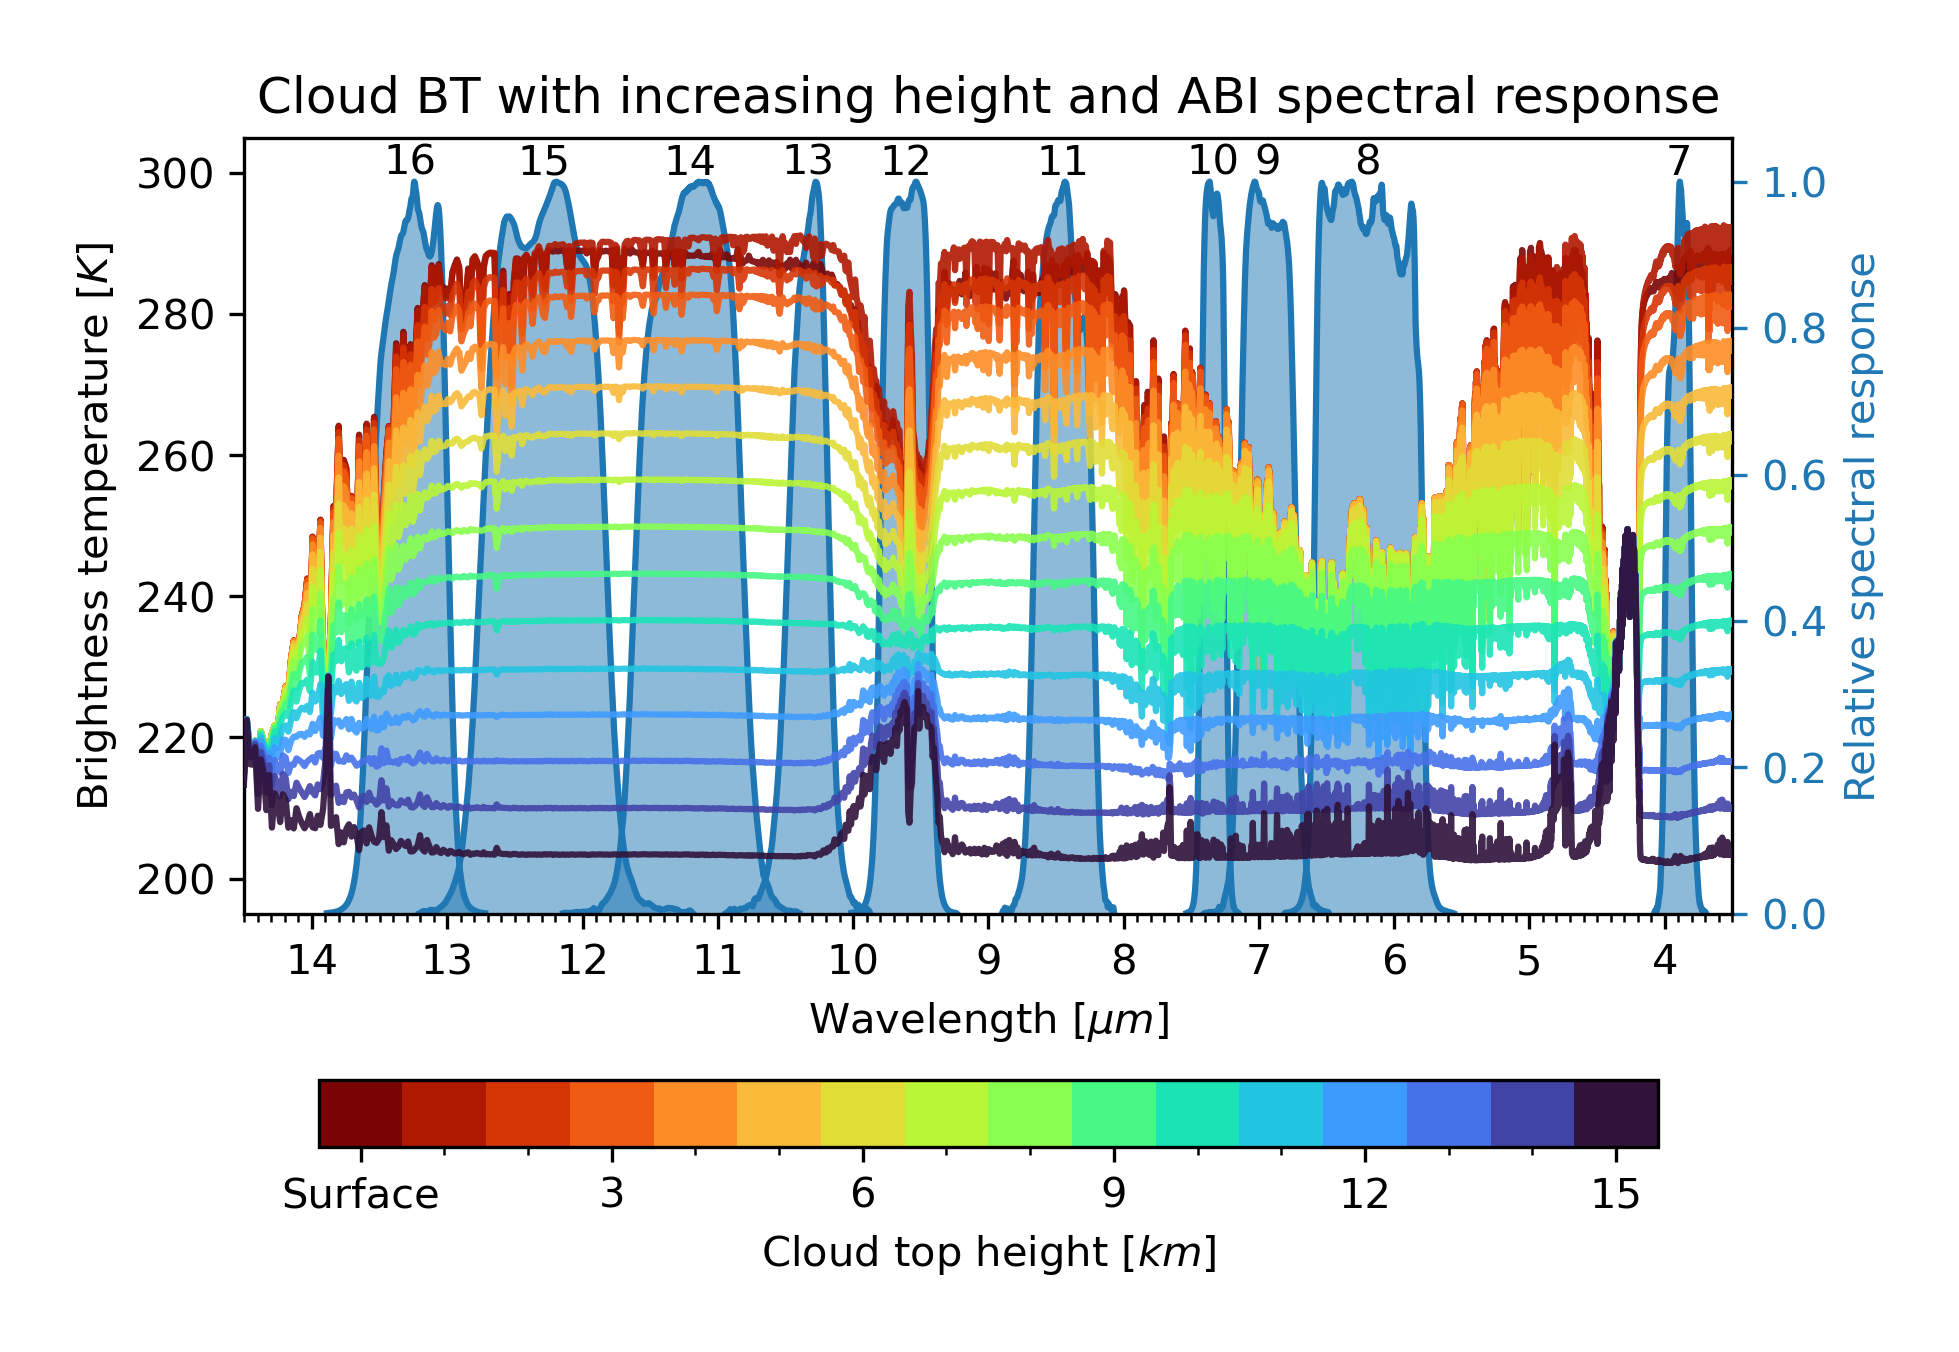 Cloud BT with increasing height and ABI spectral response
16 15 14 13 12 11 10 9 8 7
300
280
260
240
220
200
Brightness temperature [K]
1.0
0.8
0.6
0.4
0.2
0.0
Relative spectral response
14 13 12 11 10 9 8 7 6 5 4
Wavelength [μm]
Surface 3 6 9 12 15
Cloud top height [km]